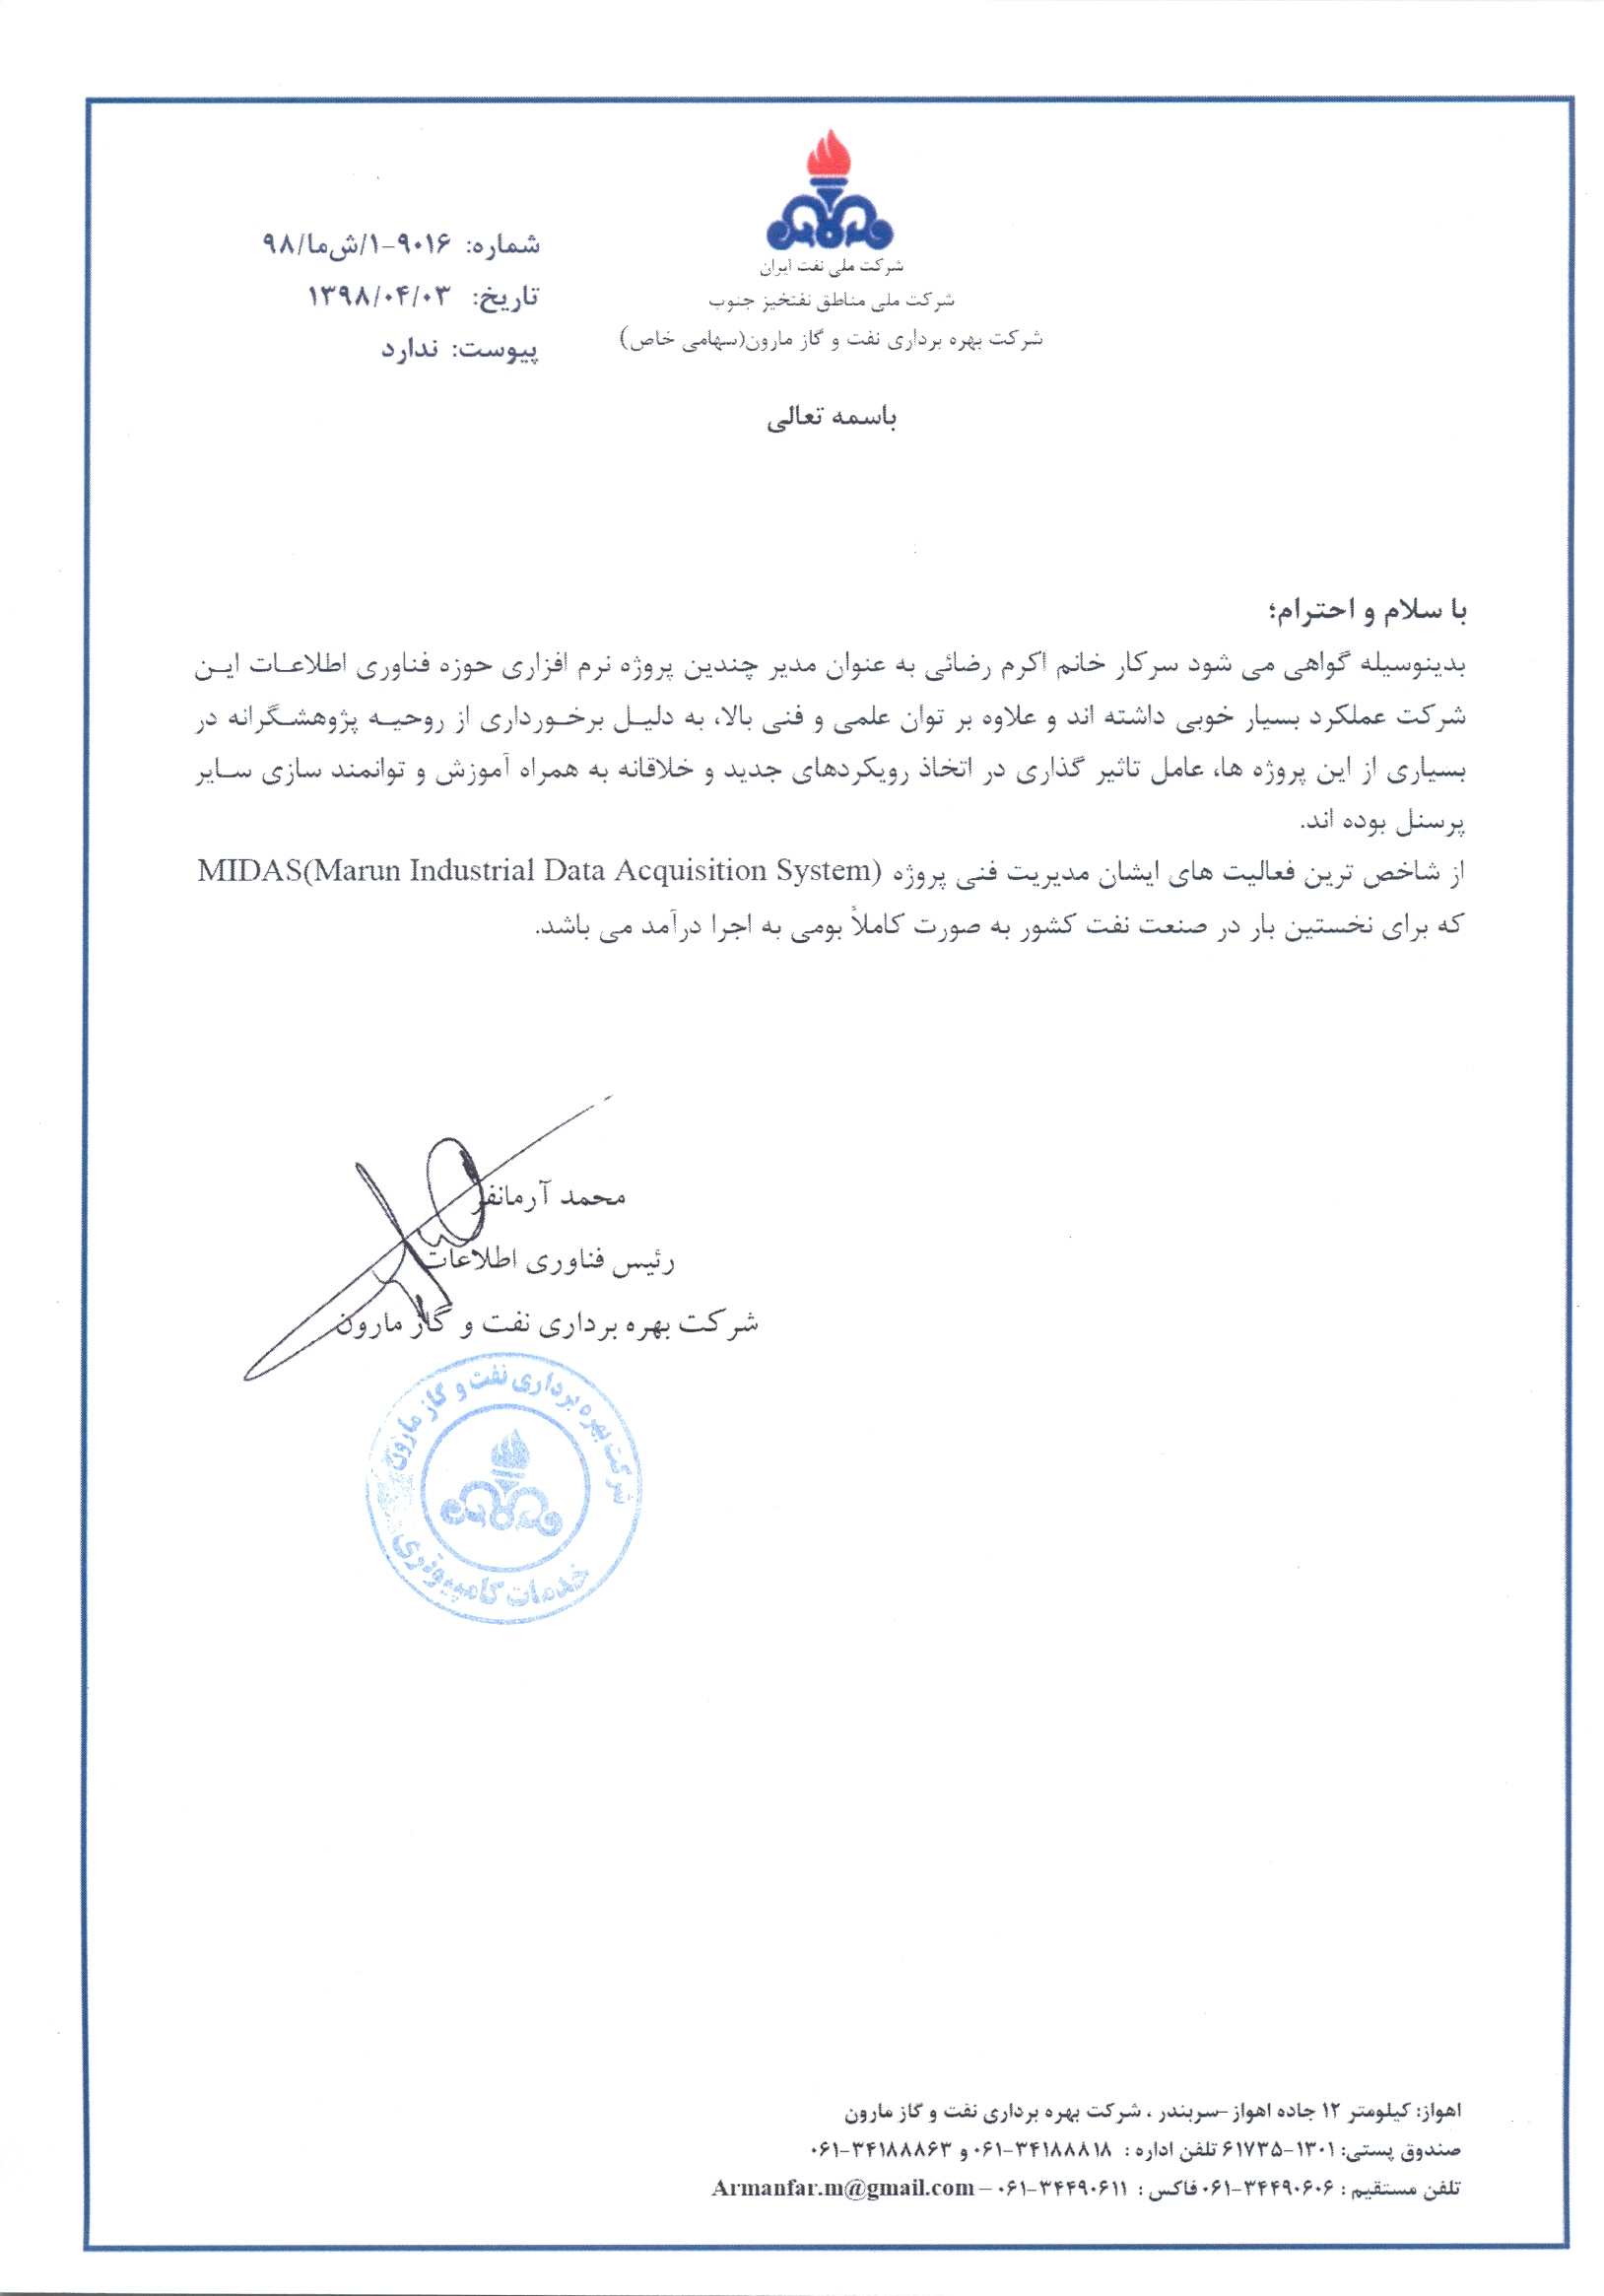 شرکت ملی نفت ایران
شرکت ملی مناطق نفتخیز جنوب
شرکت بهره برداری نفت و گاز مارون(سهامی خاص)
شماره: ۹۰۱۶-۱/ش‌ما/۹۸
تاریخ: ۱۳۹۸/۰۴/۰۳
پیوست: ندارد
باسمه تعالی
با سلام و احترام؛
بدینوسیله گواهی می شود سرکار خانم اکرم رضائی به عنوان مدیر چندین پروژه نرم افزاری حوزه فناوری اطلاعات این
شرکت عملکرد بسیار خوبی داشته اند و علاوه بر توان علمی و فنی بالا، به دلیل برخورداری از روحیه پژوهشگرانه در
بسیاری از این پروژه ها، عامل تاثیر گذاری در اتخاذ رویکردهای جدید و خلاقانه به همراه آموزش و توانمند سازی سایر
پرسنل بوده اند.
از شاخص ترین فعالیت های ایشان مدیریت فنی پروژه MIDAS(Marun Industrial Data Acquisition System)
که برای نخستین بار در صنعت نفت کشور به صورت کاملاً بومی به اجرا درآمد می باشد.
محمد آرمانفر
رئیس فناوری اطلاعات
شرکت بهره برداری نفت و گاز مارون
شرکت بهره برداری نفت و گاز مارون
خدمات کامپیوتری
اهواز: کیلومتر ۱۲ جاده اهواز –سربندر ، شرکت بهره برداری نفت و گاز مارون
صندوق پستی: ۱۳۰۱-۶۱۷۳۵ تلفن اداره : ۳۴۱۸۸۸۱۸-۰۶۱ و ۳۴۱۸۸۸۶۳-۰۶۱
تلفن مستقیم : ۳۴۴۹۰۶۰۶-۰۶۱ فاکس : ۳۴۴۹۰۶۱۱-۰۶۱ – Armanfar.m@gmail.com